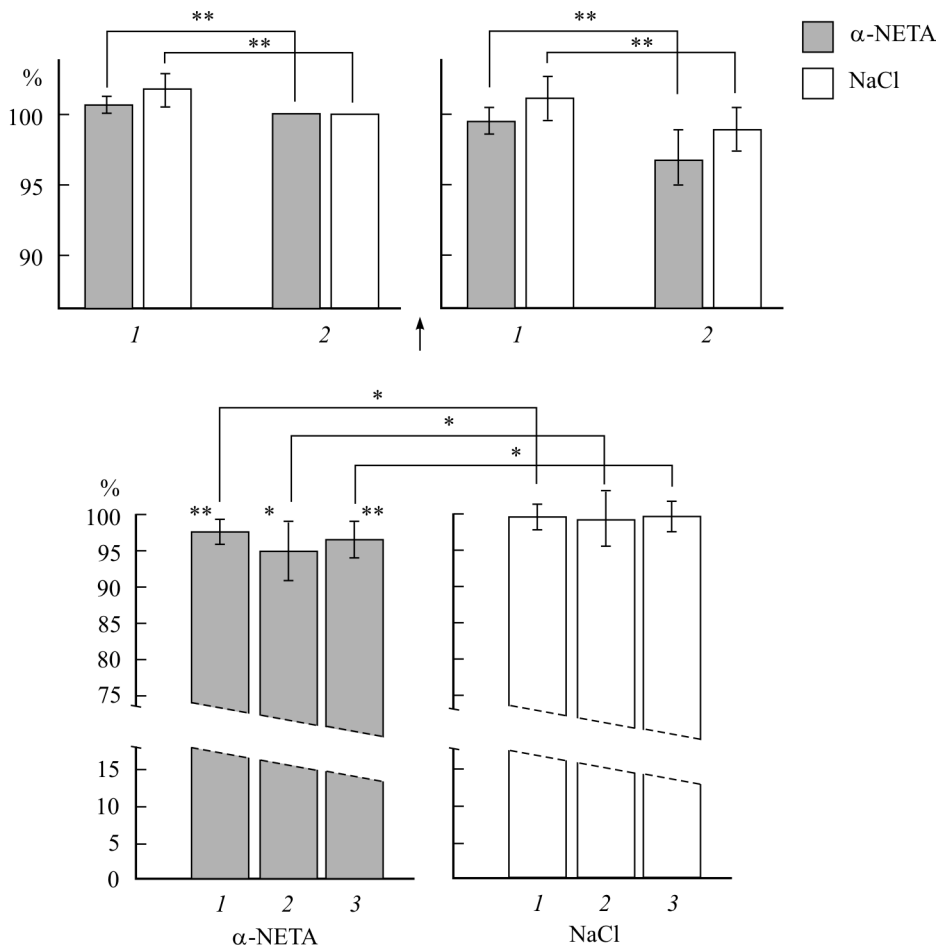 ** ** α-NETA
** ** NaCl
%
100
95
90
1 2 1 2
*
*
*
%
100 ** * **
95
90
85
80
75
15
10
5
0
1 2 3 1 2 3
α-NETA NaCl